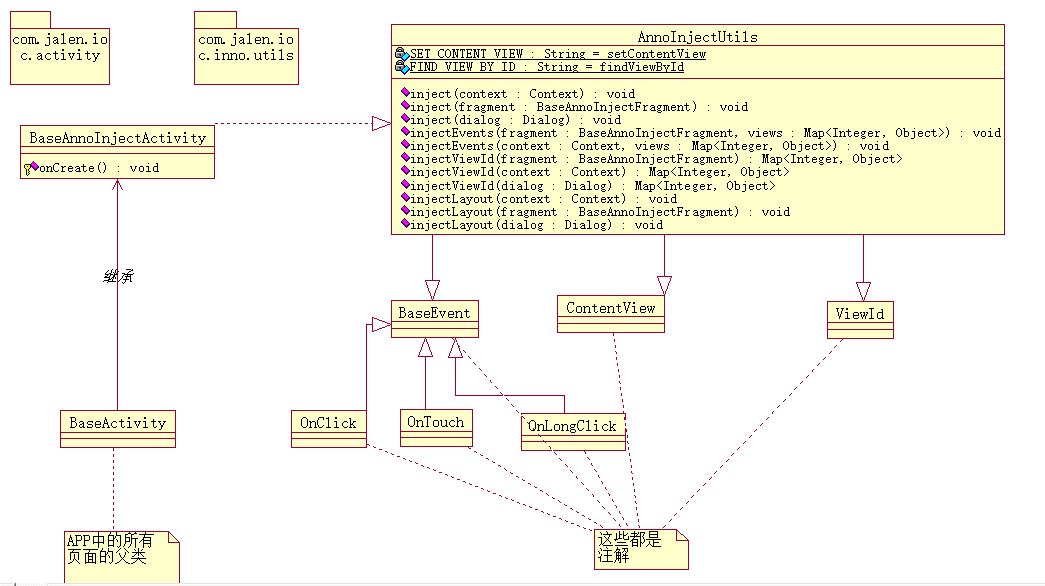 com.jalen.io
c.activity
com.jalen.io
c.inno.utils
AnnoInjectUtils
SET_CONTENT_VIEW : String = setContentView
FIND_VIEW_BY_ID : String = findViewById
inject(context : Context) : void
inject(fragment : BaseAnnoInjectFragment) : void
inject(dialog : Dialog) : void
injectEvents(fragment : BaseAnnoInjectFragment, views : Map<Integer, Object>) : void
injectEvents(context : Context, views : Map<Integer, Object>) : void
injectViewId(fragment : BaseAnnoInjectFragment) : Map<Integer, Object>
injectViewId(context : Context) : Map<Integer, Object>
injectViewId(dialog : Dialog) : Map<Integer, Object>
injectLayout(context : Context) : void
injectLayout(fragment : BaseAnnoInjectFragment) : void
injectLayout(dialog : Dialog) : void
BaseAnnoInjectActivity
onCreate() : void
继承
BaseEvent
ContentView
ViewId
BaseActivity
OnClick
OnTouch
OnLongClick
APP中的所有
页面的父类
这些都是
注解